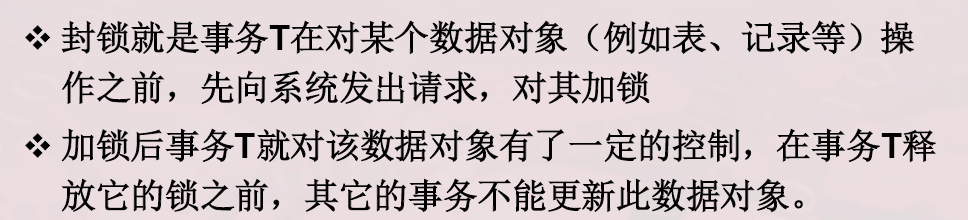 ❖ 封锁就是事务T在对某个数据对象（例如表、记录等）操
作之前，先向系统发出请求，对其加锁
❖ 加锁后事务T就对该数据对象有了一定的控制，在事务T释
放它的锁之前，其它的事务不能更新此数据对象。